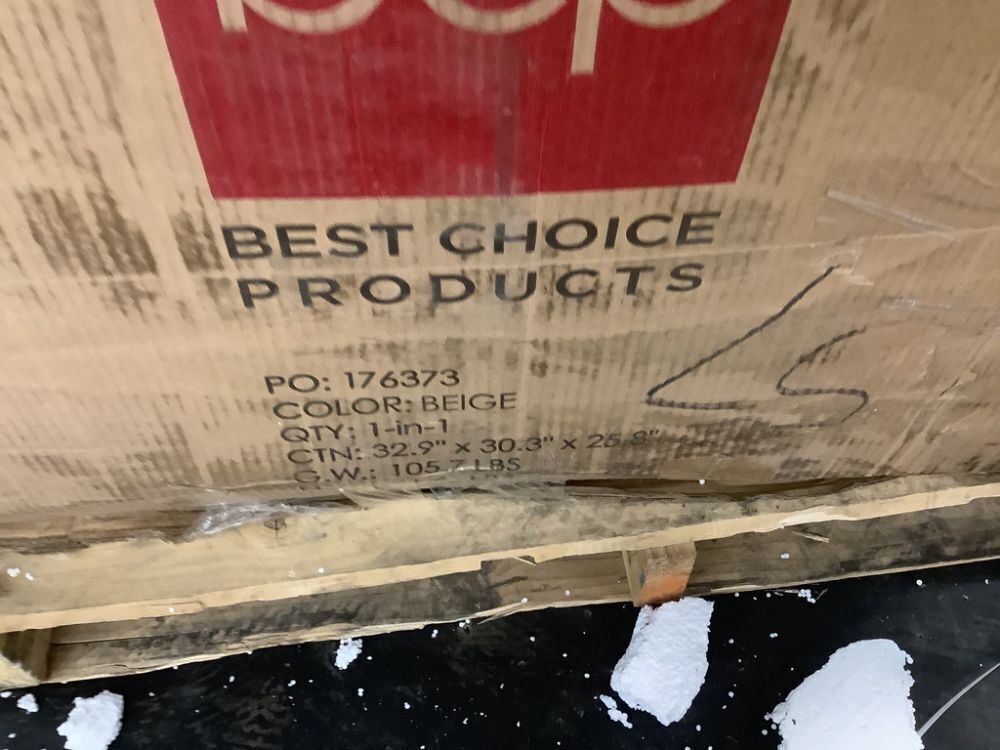 bcp
BEST CHOICE
PRODUCTS
PO: 176373
COLOR: BEIGE
QTY: 1-in-1
CTN: 32.9" x 30.3" x 25.8"
G.W.: 105.7 LBS